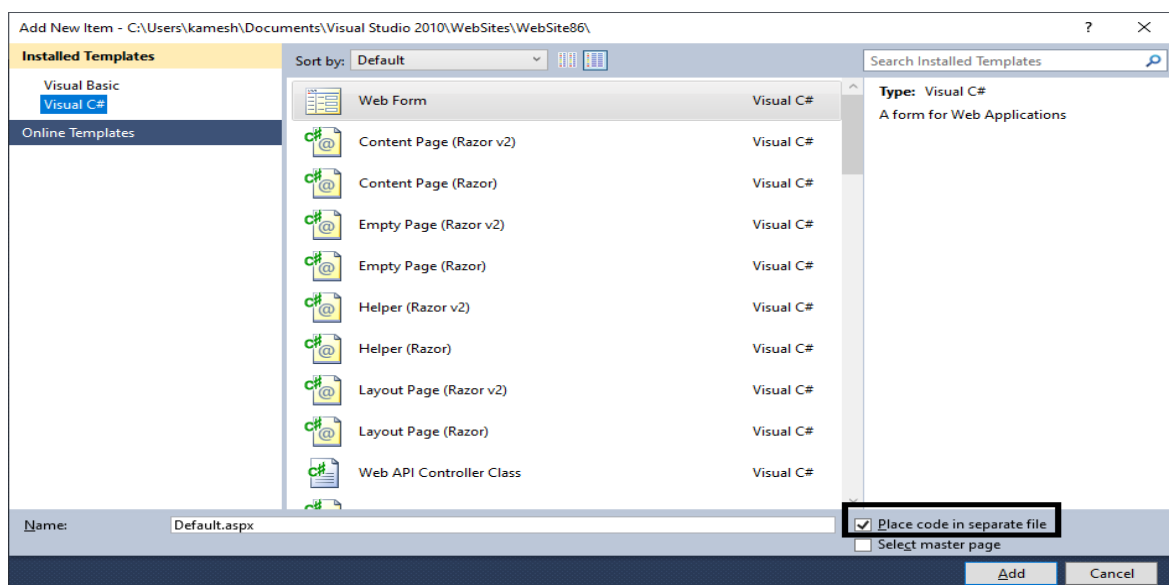 Add New Item - C:\Users\kamesh\Documents\Visual Studio 2010\WebSites\WebSite86\
?
Installed Templates
Visual Basic
Visual C#
Online Templates
Sort by: Default
Search Installed Templates
Web Form Visual C#
Content Page (Razor v2) Visual C#
Content Page (Razor) Visual C#
Empty Page (Razor v2) Visual C#
Empty Page (Razor) Visual C#
Helper (Razor v2) Visual C#
Helper (Razor) Visual C#
Layout Page (Razor v2) Visual C#
Layout Page (Razor) Visual C#
Web API Controller Class Visual C#
Type: Visual C#
A form for Web Applications
Name: Default.aspx
Place code in separate file
Select master page
Add Cancel